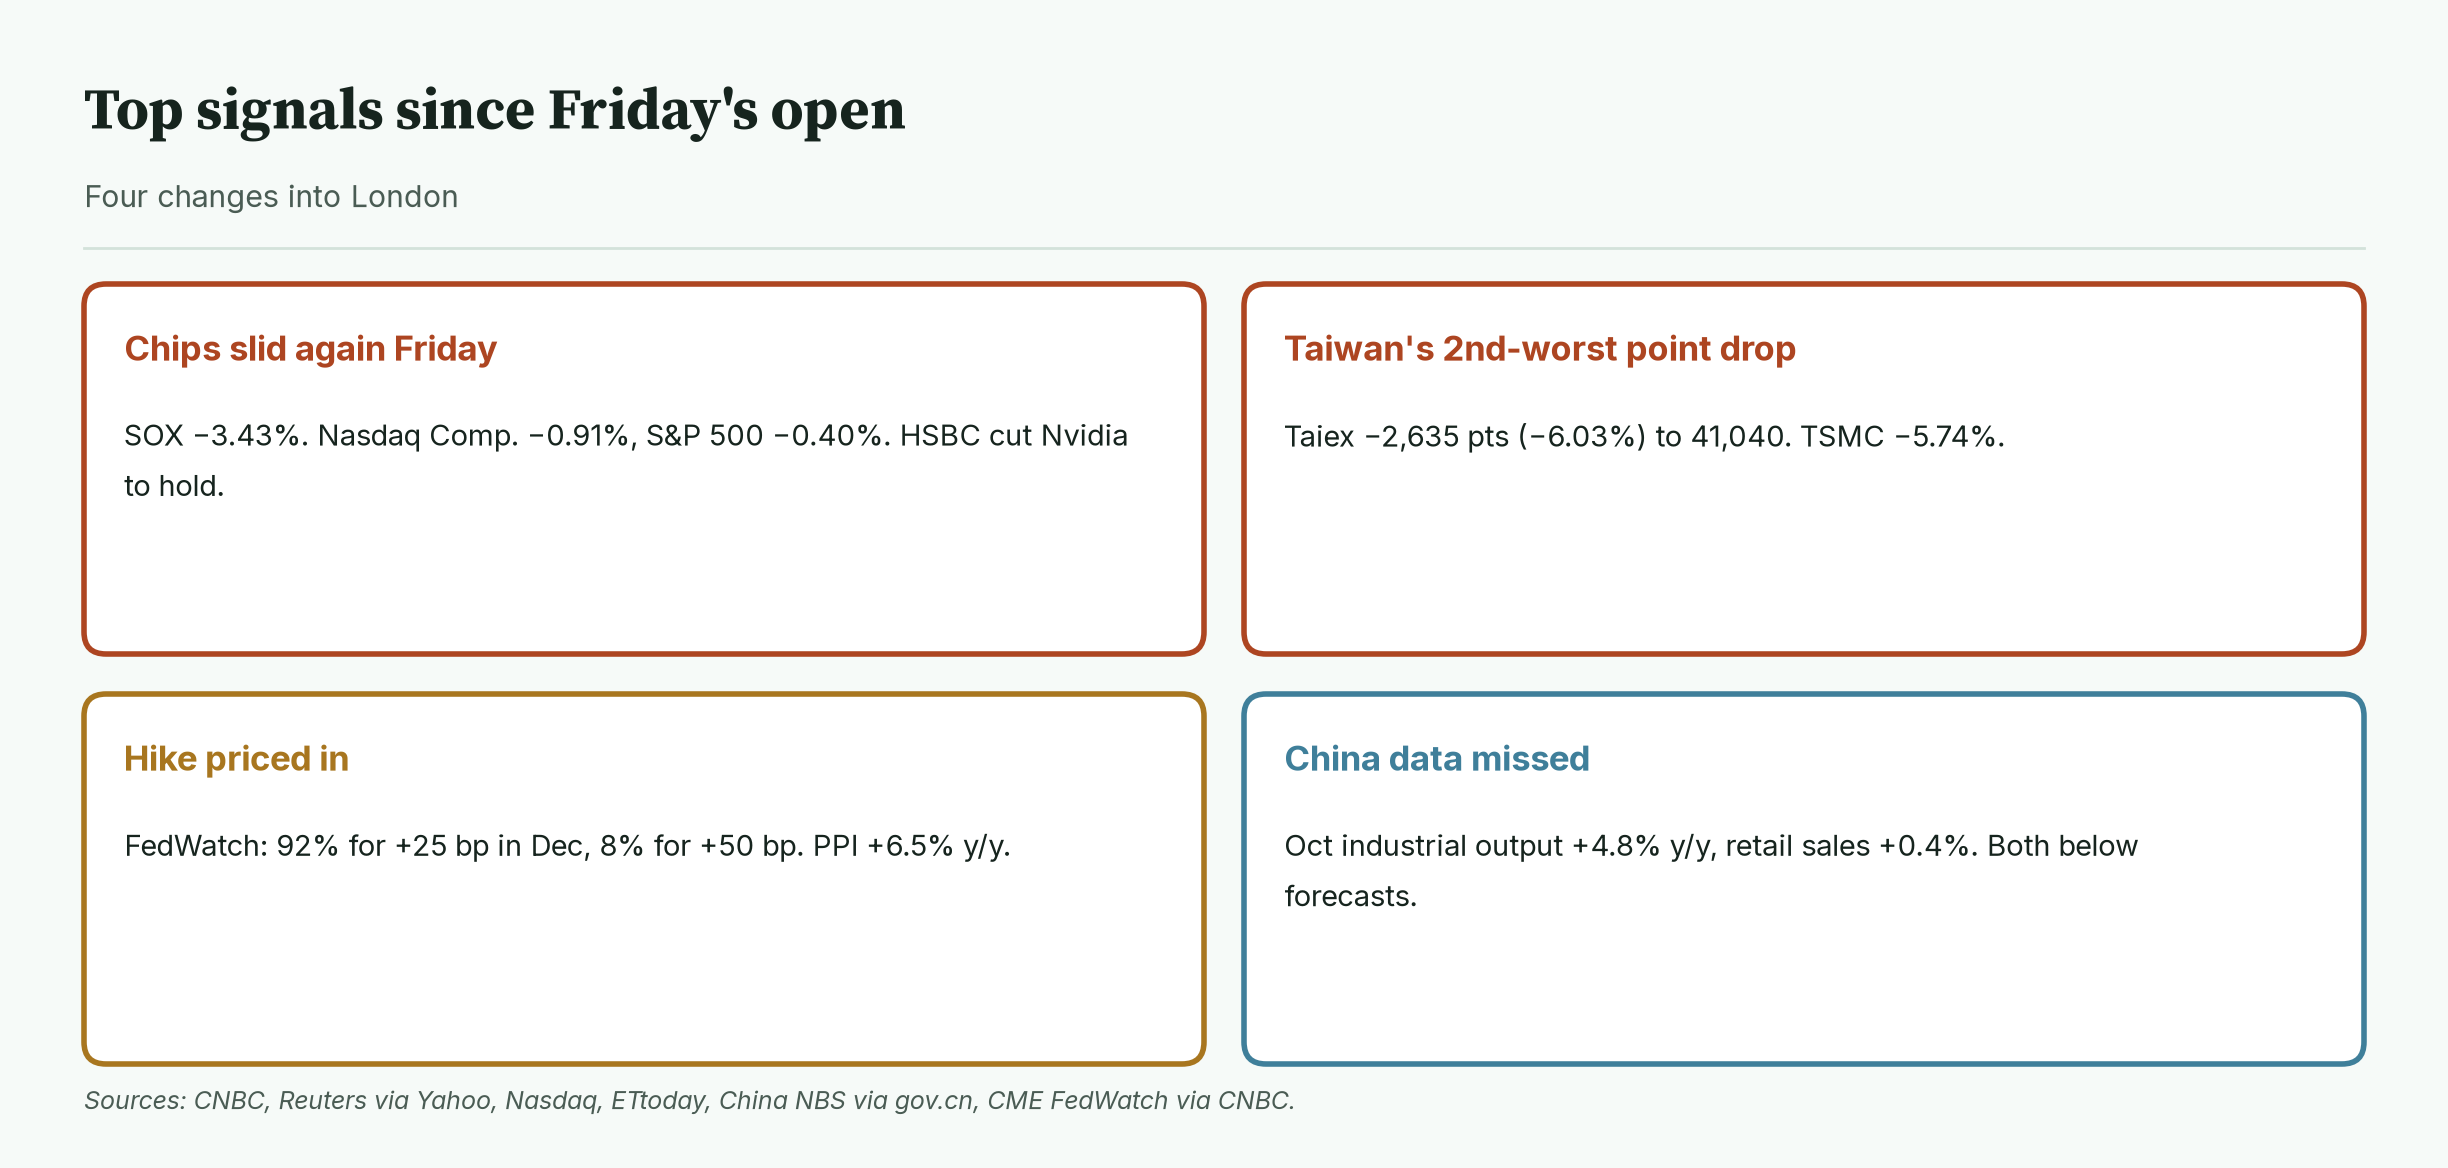 Top signals since Friday's open
Four changes into London
Chips slid again Friday
SOX −3.43%. Nasdaq Comp. −0.91%, S&P 500 −0.40%. HSBC cut Nvidia
to hold.
Taiwan's 2nd-worst point drop
Taiex −2,635 pts (−6.03%) to 41,040. TSMC −5.74%.
Hike priced in
FedWatch: 92% for +25 bp in Dec, 8% for +50 bp. PPI +6.5% y/y.
China data missed
Oct industrial output +4.8% y/y, retail sales +0.4%. Both below
forecasts.
Sources: CNBC, Reuters via Yahoo, Nasdaq, ETtoday, China NBS via gov.cn, CME FedWatch via CNBC.